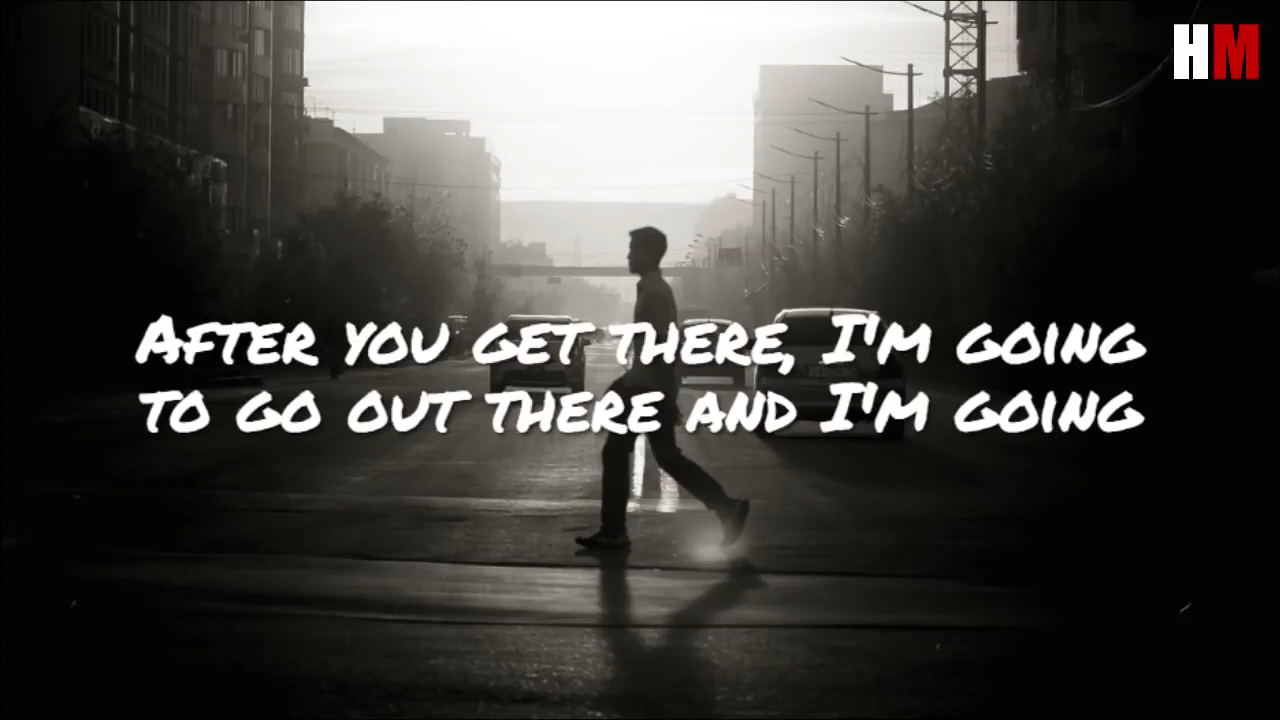 HM
After you get there, I'm going
to go out there and I'm going